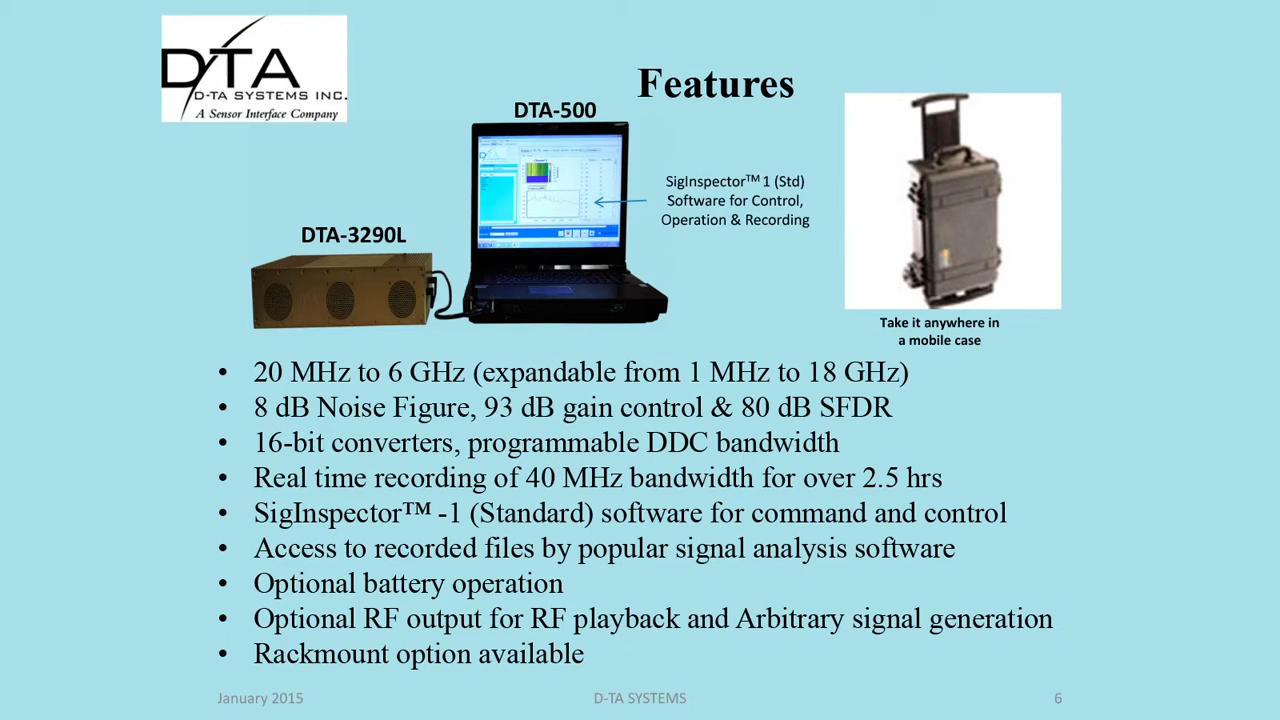 D-TA
D-TA SYSTEMS INC.
A Sensor Interface Company
Features
DTA-500
SigInspector™ 1 (Std)
Software for Control,
Operation & Recording
DTA-3290L
Take it anywhere in
a mobile case
• 20 MHz to 6 GHz (expandable from 1 MHz to 18 GHz)
• 8 dB Noise Figure, 93 dB gain control & 80 dB SFDR
• 16-bit converters, programmable DDC bandwidth
• Real time recording of 40 MHz bandwidth for over 2.5 hrs
• SigInspector™ -1 (Standard) software for command and control
• Access to recorded files by popular signal analysis software
• Optional battery operation
• Optional RF output for RF playback and Arbitrary signal generation
• Rackmount option available
January 2015
D-TA SYSTEMS
6